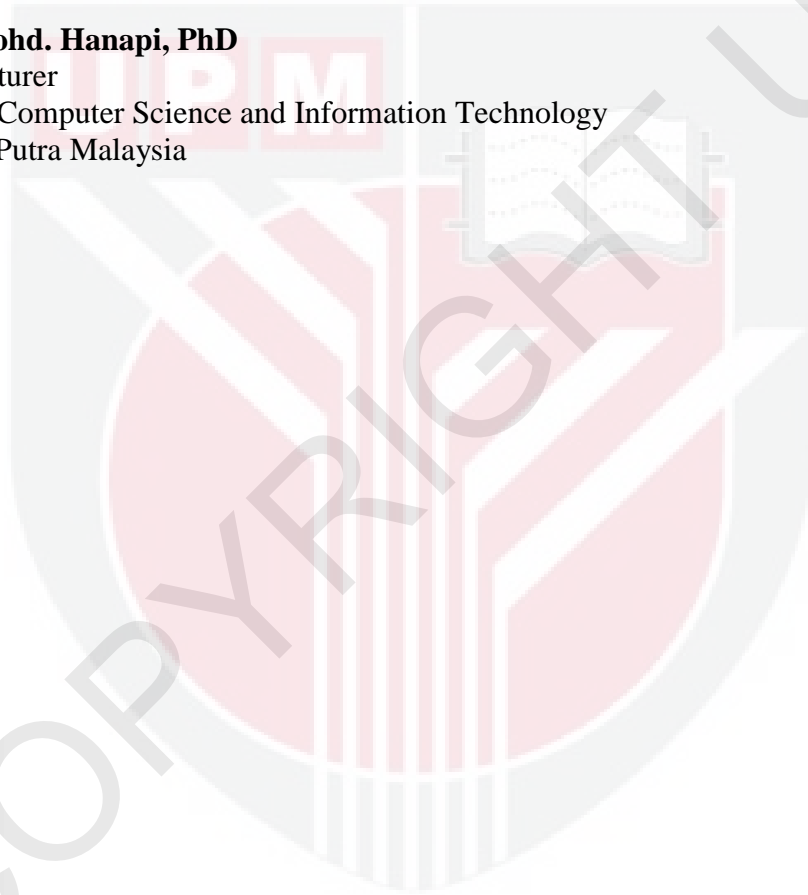 ohd. Hanapi, PhD
turer
Computer Science and Information Technology
Putra Malaysia
UPM
COPYRIGHT U